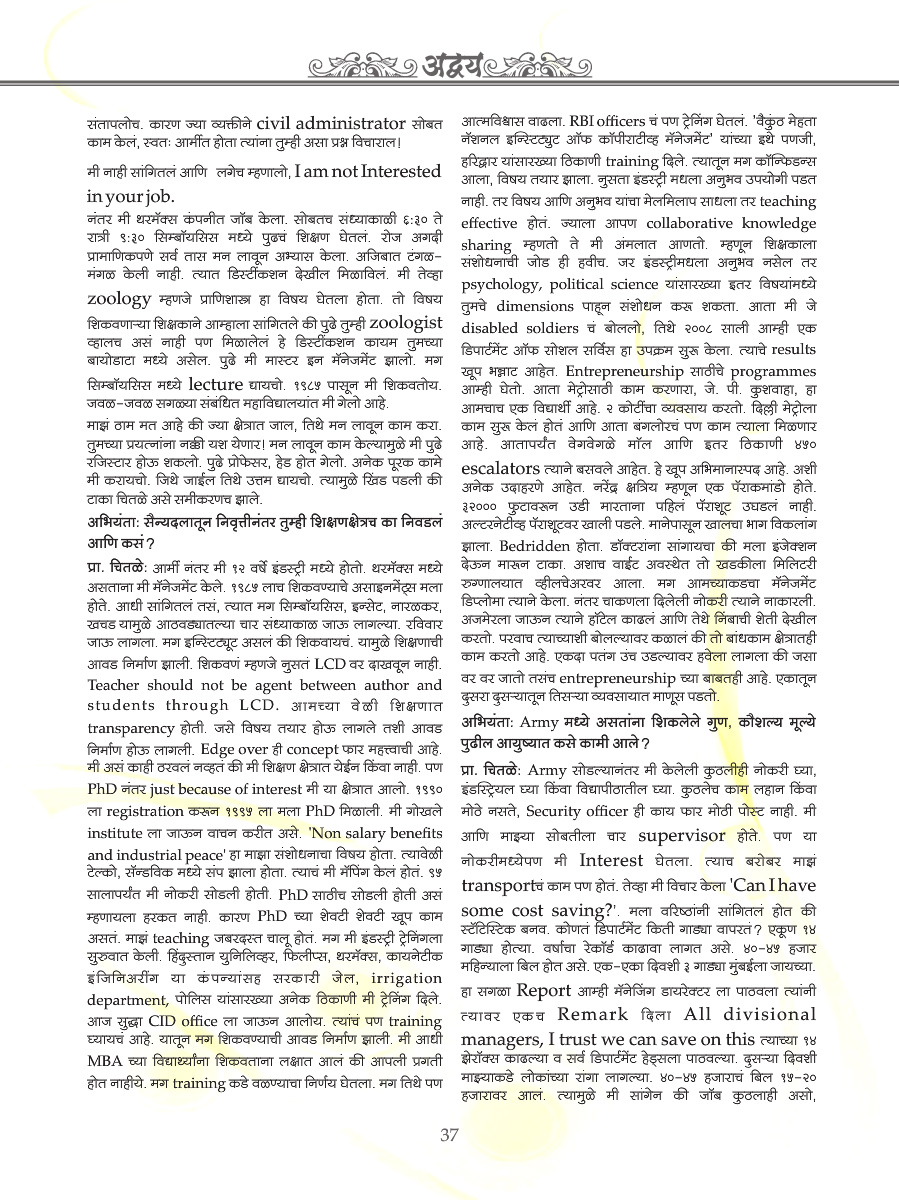 अद्वय
संतापलोच. कारण ज्या व्यक्तीने civil administrator सोबत
काम केलं, स्वतः आर्मीत होता त्यांना तुम्ही असा प्रश्न विचाराल!
मी नाही सांगितलं आणि लगेच म्हणालो, I am not Interested
in your job.
नंतर मी थरमॅक्स कंपनीत जॉब केला. सोबतच संध्याकाळी ६:३० ते
रात्री ९:३० सिम्बॉयसिस मध्ये पुढचं शिक्षण घेतलं. रोज अगदी
प्रामाणिकपणे सर्व तास मन लावून अभ्यास केला. अजिबात टंगळ-
मंगळ केली नाही. त्यात डिस्टींकशन देखील मिळाविलं. मी तेव्हा
zoology म्हणजे प्राणिशास्त्र हा विषय घेतला होता. तो विषय
शिकवणाऱ्या शिक्षकाने आम्हाला सांगितले की पुढे तुम्ही zoologist
व्हालच असं नाही पण मिळालेलं हे डिस्टींकशन कायम तुमच्या
बायोडाटा मध्ये असेल. पुढे मी मास्टर इन मॅनेजमेंट झालो. मग
सिम्बॉयसिस मध्ये lecture द्यायचो. १९८५ पासून मी शिकवतोय.
जवळ-जवळ सगळ्या संबंधित महाविद्यालयांत मी गेलो आहे.
माझं ठाम मत आहे की ज्या क्षेत्रात जाल, तिथे मन लावून काम करा.
तुमच्या प्रयत्नांना नक्की यश येणार! मन लावून काम केल्यामुळे मी पुढे
रजिस्टार होऊ शकलो. पुढे प्रोफेसर, हेड होत गेलो. अनेक पूरक कामे
मी करायचो. जिथे जाईल तिथे उत्तम द्यायचो. त्यामुळे खिंड पडली की
टाका चितळे असे समीकरणच झाले.
अभियंता: सैन्यदलातून निवृत्तीनंतर तुम्ही शिक्षणक्षेत्रच का निवडलं
आणि कसं?
प्रा. चितळे: आर्मी नंतर मी १२ वर्षे इंडस्ट्री मध्ये होतो. थरमॅक्स मध्ये
असताना मी मॅनेजमेंट केले. १९८५ लाच शिकवण्याचे असाइनमेंट्स मला
होते. आधी सांगितलं तसं, त्यात मग सिम्बॉयसिस, इन्सेट, नारळकर,
खचड यामुळे आठवड्यातल्या चार संध्याकाळ जाऊ लागल्या. रविवार
जाऊ लागला. मग इन्स्टिट्यूट असलं की शिकवायचं. यामुळे शिक्षणाची
आवड निर्माण झाली. शिकवणं म्हणजे नुसतं LCD वर दाखवून नाही.
Teacher should not be agent between author and
students through LCD. आमच्या वेळी शिक्षणात
transparency होती. जसे विषय तयार होऊ लागले तशी आवड
निर्माण होऊ लागली. Edge over ही concept फार महत्त्वाची आहे.
मी असं काही ठरवलं नव्हतं की मी शिक्षण क्षेत्रात येईन किंवा नाही. पण
PhD नंतर just because of interest मी या क्षेत्रात आलो. १९९०
ला registration करून १९९५ ला मला PhD मिळाली. मी गोखले
institute ला जाऊन वाचन करीत असे. 'Non salary benefits
and industrial peace' हा माझा संशोधनाचा विषय होता. त्यावेळी
टेल्को, सॅन्डविक मध्ये संप झाला होता. त्याचं मी मॅपिंग केलं होतं. ९५
सालापर्यंत मी नोकरी सोडली होती. PhD साठीच सोडली होती असं
म्हणायला हरकत नाही. कारण PhD च्या शेवटी शेवटी खूप काम
असतं. माझं teaching जबरदस्त चालू होतं. मग मी इंडस्ट्री ट्रेनिंगला
सुरुवात केली. हिंदुस्तान युनिलिव्हर, फिलीप्स, थरमॅक्स, कायनेटीक
इंजिनिअरींग या कंपन्यांसह सरकारी जेल, irrigation
department, पोलिस यांसारख्या अनेक ठिकाणी मी ट्रेनिंग दिले.
आज सुद्धा CID office ला जाऊन आलोय. त्यांचं पण training
घ्यायचं आहे. यातून मग शिकवण्याची आवड निर्माण झाली. मी आधी
MBA च्या विद्यार्थ्यांना शिकवताना लक्षात आलं की आपली प्रगती
होत नाहीये. मग training कडे वळण्याचा निर्णय घेतला. मग तिथे पण
आत्मविश्वास वाढला. RBI officers चं पण ट्रेनिंग घेतलं. 'वैकुंठ मेहता
नॅशनल इन्स्टिट्युट ऑफ कॉपीराटीव्ह मॅनेजमेंट' यांच्या इथे पणजी,
हरिद्वार यांसारख्या ठिकाणी training दिले. त्यातून मग कॉन्फिडन्स
आला, विषय तयार झाला. नुसता इंडस्ट्री मधला अनुभव उपयोगी पडत
नाही. तर विषय आणि अनुभव यांचा मेलमिलाप साधला तर teaching
effective होतं. ज्याला आपण collaborative knowledge
sharing म्हणतो ते मी अंमलात आणतो. म्हणून शिक्षकाला
संशोधनाची जोड ही हवीच. जर इंडस्ट्रीमधला अनुभव नसेल तर
psychology, political science यांसारख्या इतर विषयांमध्ये
तुमचे dimensions पाहून संशोधन करू शकता. आता मी जे
disabled soldiers चं बोललो, तिथे २००८ साली आम्ही एक
डिपार्टमेंट ऑफ सोशल सर्विस हा उपक्रम सुरू केला. त्याचे results
खूप भन्नाट आहेत. Entrepreneurship साठीचे programmes
आम्ही घेतो. आता मेट्रोसाठी काम करणारा, जे. पी. कुशवाहा, हा
आमचाच एक विद्यार्थी आहे. २ कोटींचा व्यवसाय करतो. दिल्ली मेट्रोला
काम सुरू केलं होतं आणि आता बंगलोरचं पण काम त्याला मिळणार
आहे. आतापर्यंत वेगवेगळे मॉल आणि इतर ठिकाणी ४५०
escalators त्याने बसवले आहेत. हे खूप अभिमानास्पद आहे. अशी
अनेक उदाहरणे आहेत. नरेंद्र क्षत्रिय म्हणून एक पॅराकमांडो होते.
३२००० फुटावरून उडी मारताना पहिलं पॅराशूट उघडलं नाही.
अल्टरनेटीव्ह पॅराशूटवर खाली पडले. मानेपासून खालचा भाग विकलांग
झाला. Bedridden होता. डॉक्टरांना सांगायचा की मला इंजेक्शन
देऊन मारून टाका. अशाच वाईट अवस्थेत तो खडकीला मिलिटरी
रुग्णालयात व्हीलचेअरवर आला. मग आमच्याकडचा मॅनेजमेंट
डिप्लोमा त्याने केला. नंतर चाकणला दिलेली नोकरी त्याने नाकारली.
अजमेरला जाऊन त्याने हॉटेल काढलं आणि तेथे निंबाची शेती देखील
करतो. परवाच त्याच्याशी बोलल्यावर कळालं की तो बांधकाम क्षेत्रातही
काम करतो आहे. एकदा पतंग उंच उडल्यावर हवेला लागला की जसा
वर वर जातो तसंच entrepreneurship च्या बाबतही आहे. एकातून
दुसरा दुसऱ्यातून तिसऱ्या व्यवसायात माणूस पडतो.
अभियंता: Army मध्ये असतांना शिकलेले गुण, कौशल्य मूल्ये
पुढील आयुष्यात कसे कामी आले?
प्रा. चितळे: Army सोडल्यानंतर मी केलेली कुठलीही नोकरी घ्या,
इंडस्ट्रियल घ्या किंवा विद्यापीठातील घ्या. कुठलेच काम लहान किंवा
मोठे नसते, Security officer ही काय फार मोठी पोस्ट नाही. मी
आणि माझ्या सोबतीला चार supervisor होते. पण या
नोकरीमध्येपण मी Interest घेतला. त्याच बरोबर माझं
transportचं काम पण होतं. तेव्हा मी विचार केला 'Can I have
some cost saving?'. मला वरिष्ठांनी सांगितलं होत की
स्टॅटिस्टिक बनव. कोणतं डिपार्टमेंट किती गाड्या वापरतं? एकूण १४
गाड्या होत्या. वर्षाचा रेकॉर्ड काढावा लागत असे. ४०-४५ हजार
महिन्याला बिल होत असे. एक-एका दिवशी ३ गाड्या मुंबईला जायच्या.
हा सगळा Report आम्ही मॅनेजिंग डायरेक्टर ला पाठवला त्यांनी
त्यावर एकच Remark दिला All divisional
managers, I trust we can save on this त्याच्या १४
झेरॉक्स काढल्या व सर्व डिपार्टमेंट हेड्सला पाठवल्या. दुसऱ्या दिवशी
माझ्याकडे लोकांच्या रांगा लागल्या. ४०-४५ हजाराचं बिल १५-२०
हजारावर आलं. त्यामुळे मी सांगेन की जॉब कुठलाही असो,
37